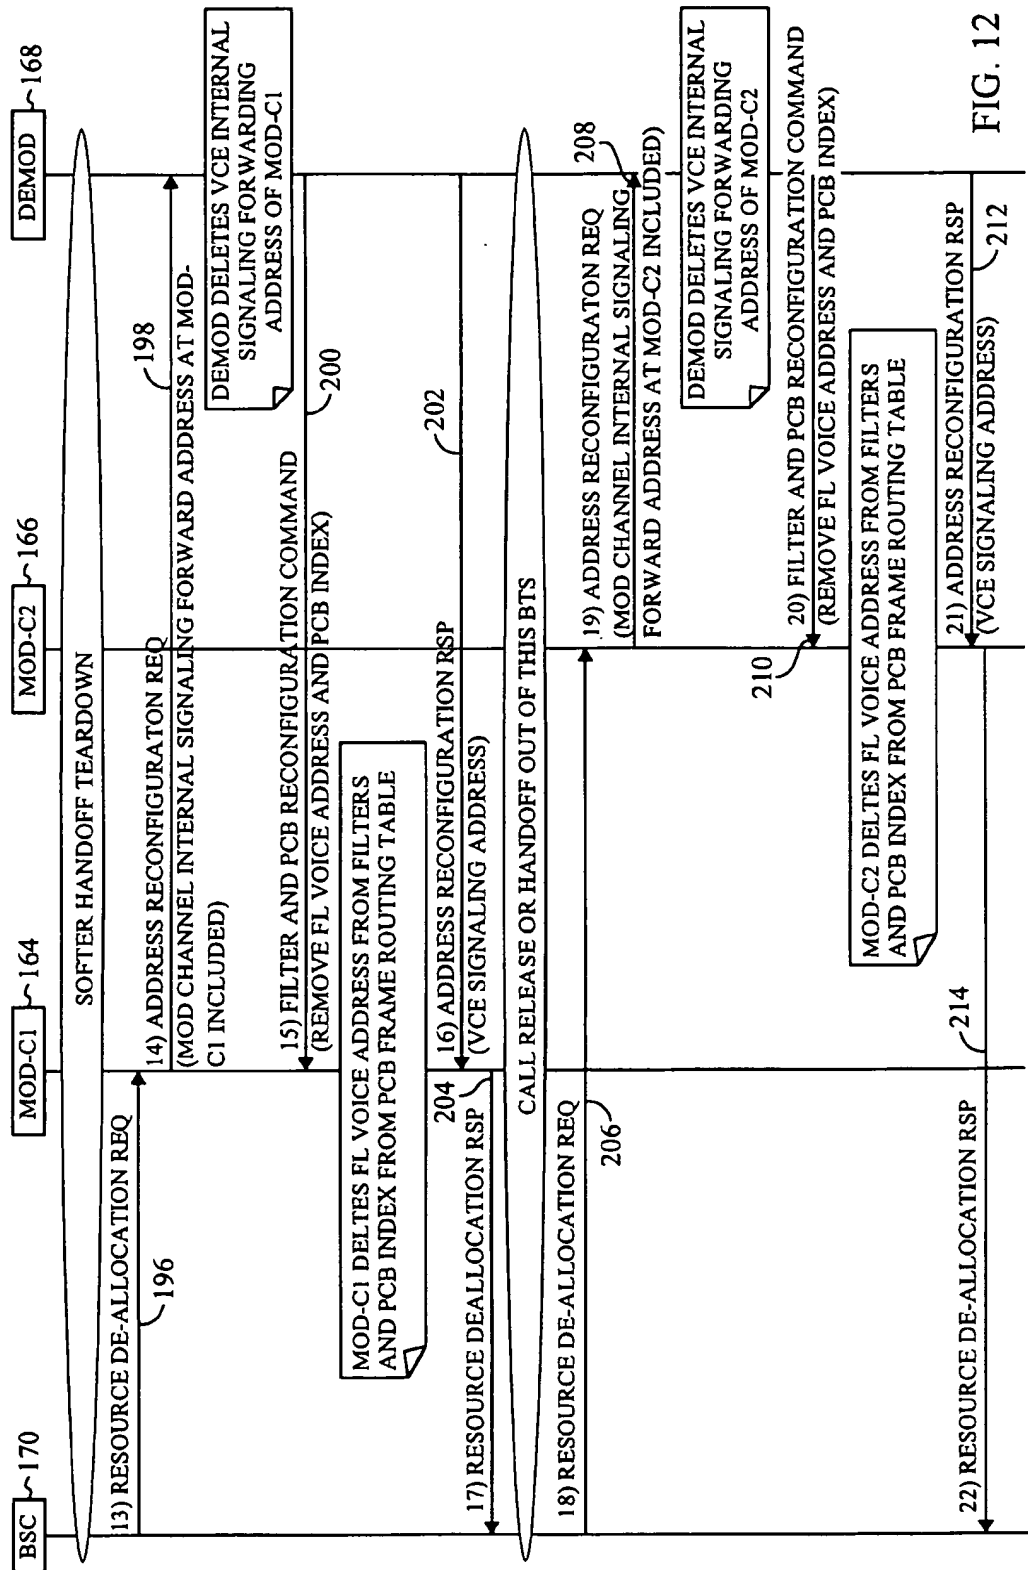 BSC
170
MOD-C1
164
MOD-C2
166
DEMOD
168
SOFTER HANDOFF TEARDOWN
13) RESOURCE DE-ALLOCATION REQ
196
14) ADDRESS RECONFIGURATON REQ
(MOD CHANNEL INTERNAL SIGNALING FORWARD ADDRESS AT MOD-
C1 INCLUDED)
198
DEMOD DELETES VCE INTERNAL
SIGNALING FORWARDING
ADDRESS OF MOD-C1
15) FILTER AND PCB RECONFIGURATION COMMAND
(REMOVE FL VOICE ADDRESS AND PCB INDEX)
200
MOD-C1 DELTES FL VOICE ADDRESS FROM FILTERS
AND PCB INDEX FROM PCB FRAME ROUTING TABLE
16) ADDRESS RECONFIGURATION RSP
(VCE SIGNALING ADDRESS)
202
17) RESOURCE DEALLOCATION RSP
204
CALL RELEASE OR HANDOFF OUT OF THIS BTS
18) RESOURCE DE-ALLOCATION REQ
206
19) ADDRESS RECONFIGURATON REQ
(MOD CHANNEL INTERNAL SIGNALING
FORWARD ADDRESS AT MOD-C2 INCLUDED)
208
DEMOD DELETES VCE INTERNAL
SIGNALING FORWARDING
ADDRESS OF MOD-C2
20) FILTER AND PCB RECONFIGURATION COMMAND
(REMOVE FL VOICE ADDRESS AND PCB INDEX)
210
MOD-C2 DELTES FL VOICE ADDRESS FROM FILTERS
AND PCB INDEX FROM PCB FRAME ROUTING TABLE
21) ADDRESS RECONFIGURATION RSP
(VCE SIGNALING ADDRESS)
212
22) RESOURCE DE-ALLOCATION RSP
214
FIG. 12